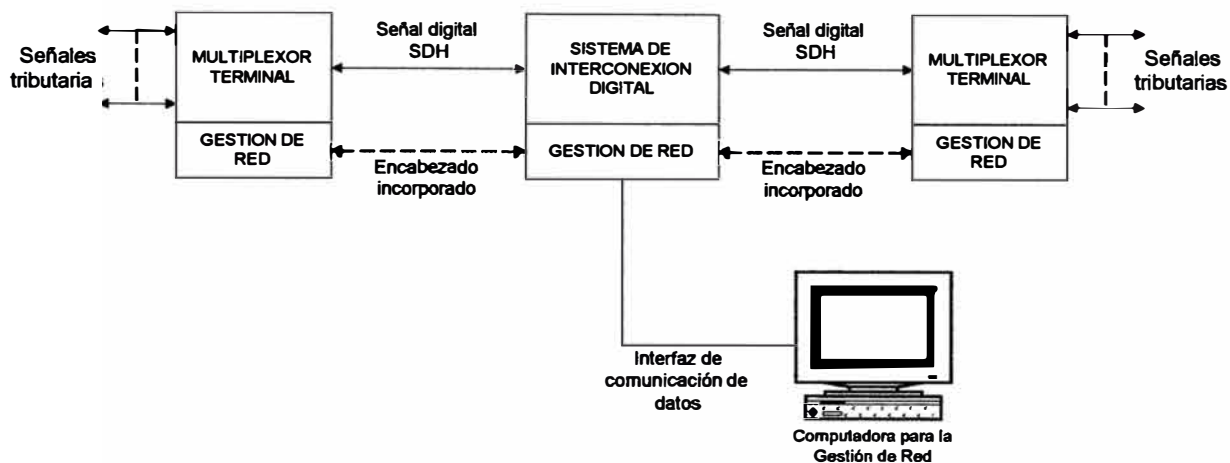 Señales
tributaria
MULTIPLEXOR
TERMINAL
GESTION DE
RED
Señal digital
SDH
Encabezado
incorporado
SISTEMA DE
INTERCONEXION
DIGITAL
GESTION DE RED
Señal digital
SDH
Encabezado
incorporado
MULTIPLEXOR
TERMINAL
GESTION DE
RED
Señales
tributarias
Interfaz de
comunicación de
datos
Computadora para la
Gestión de Red